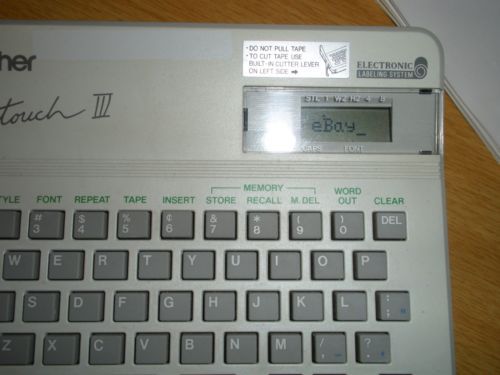 her
touch III
• DO NOT PULL TAPE
• TO CUT TAPE USE
BUILT-IN CUTTER LEVER
ON LEFT SIDE →
ELECTRONIC
LABELING SYSTEM
eBay_
CAPS FONT
MEMORY
WORD
TYLE FONT REPEAT TAPE INSERT STORE RECALL M. DEL OUT CLEAR
# $ % ¢ & * ( )
3 4 5 6 7 8 9 0 DEL
W E R T Y U I O P
S D F G H J K L : ;
Z X C V B N M / , ? .